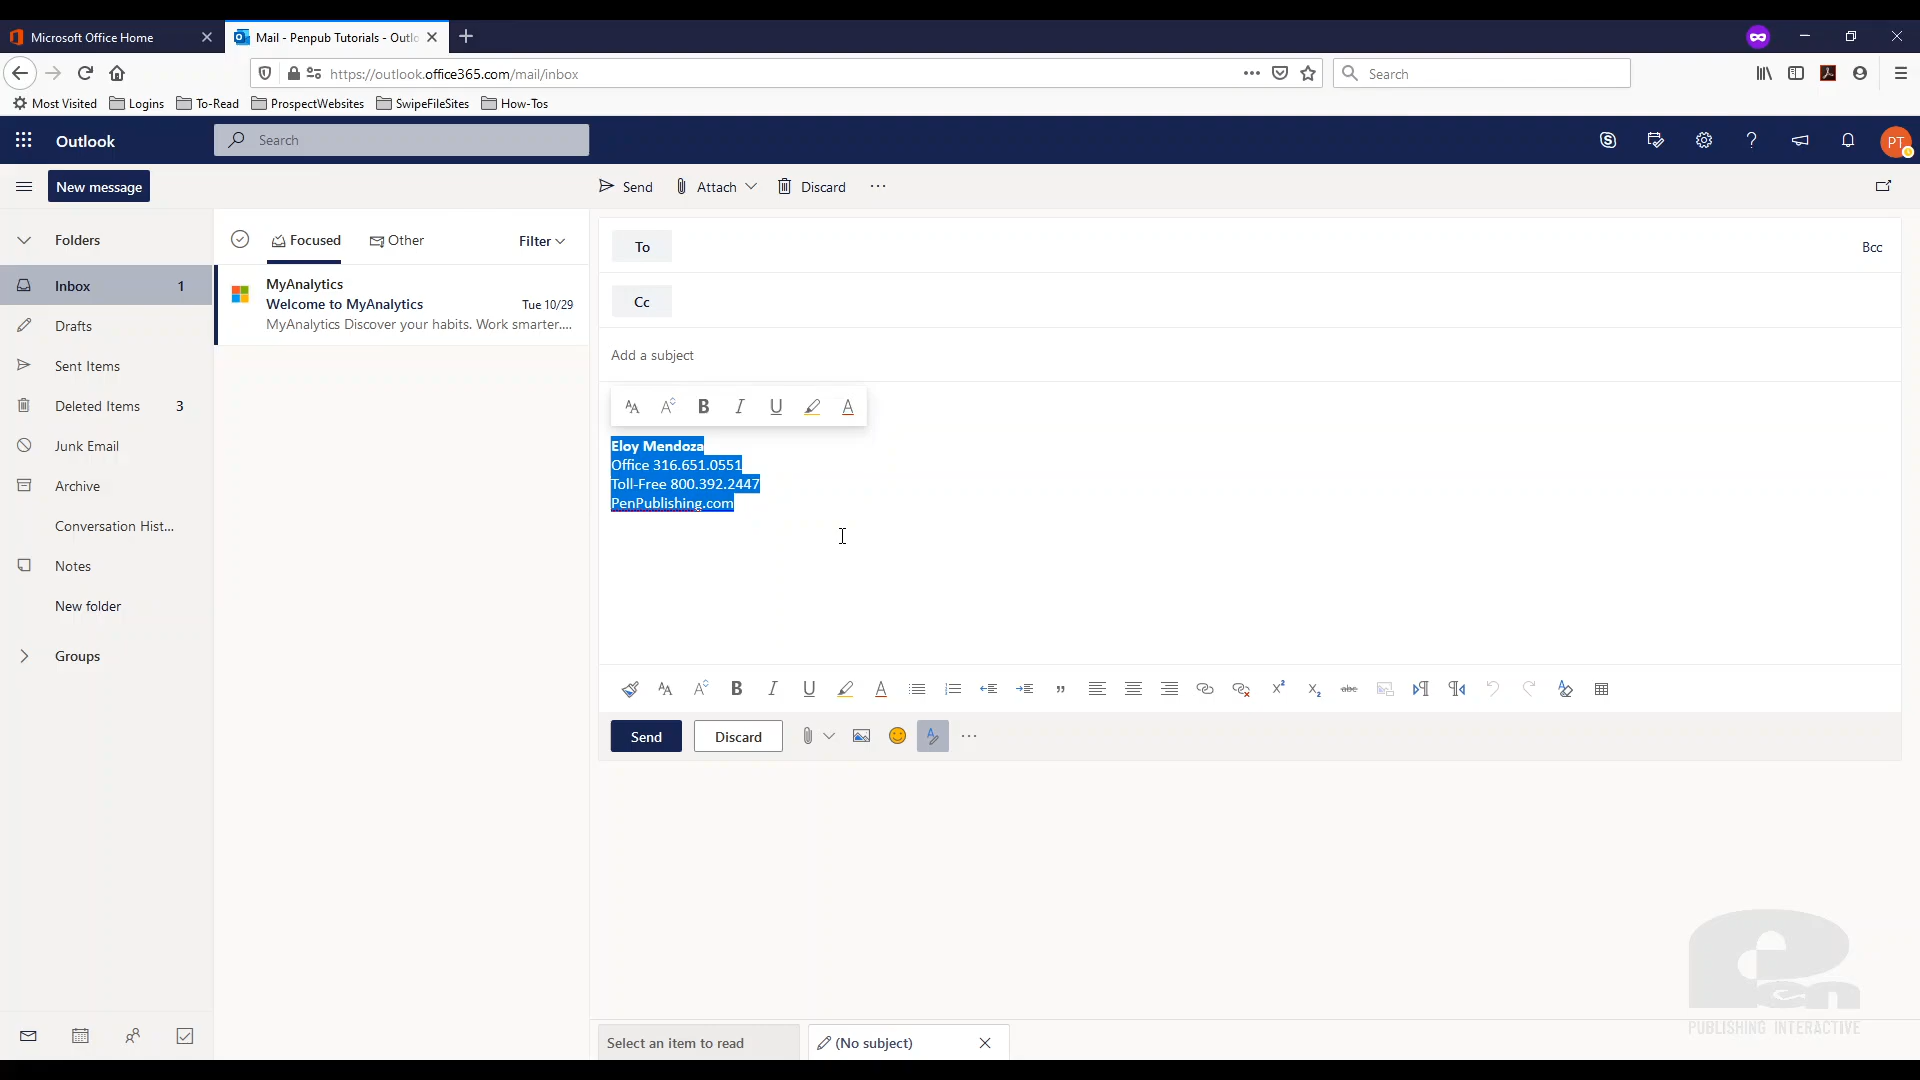 Microsoft Office Home
Mail - Penpub Tutorials - Outlo
https://outlook.office365.com/mail/inbox
Search
Most Visited
Logins
To-Read
ProspectWebsites
SwipeFileSites
How-Tos
Outlook
Search
PT
New message
Send
Attach
Discard
Folders
Focused
Other
Filter
To
Bcc
Inbox 1
MyAnalytics
Welcome to MyAnalytics Tue 10/29
MyAnalytics Discover your habits. Work smarter....
Cc
Drafts
Add a subject
Sent Items
Deleted Items 3
Junk Email
Eloy Mendoza
Office 316.651.0551
Toll-Free 800.392.2447
PenPublishing.com
Archive
Conversation Hist...
Notes
New folder
Groups
Send
Discard
pen
PUBLISHING INTERACTIVE
Select an item to read
(No subject)